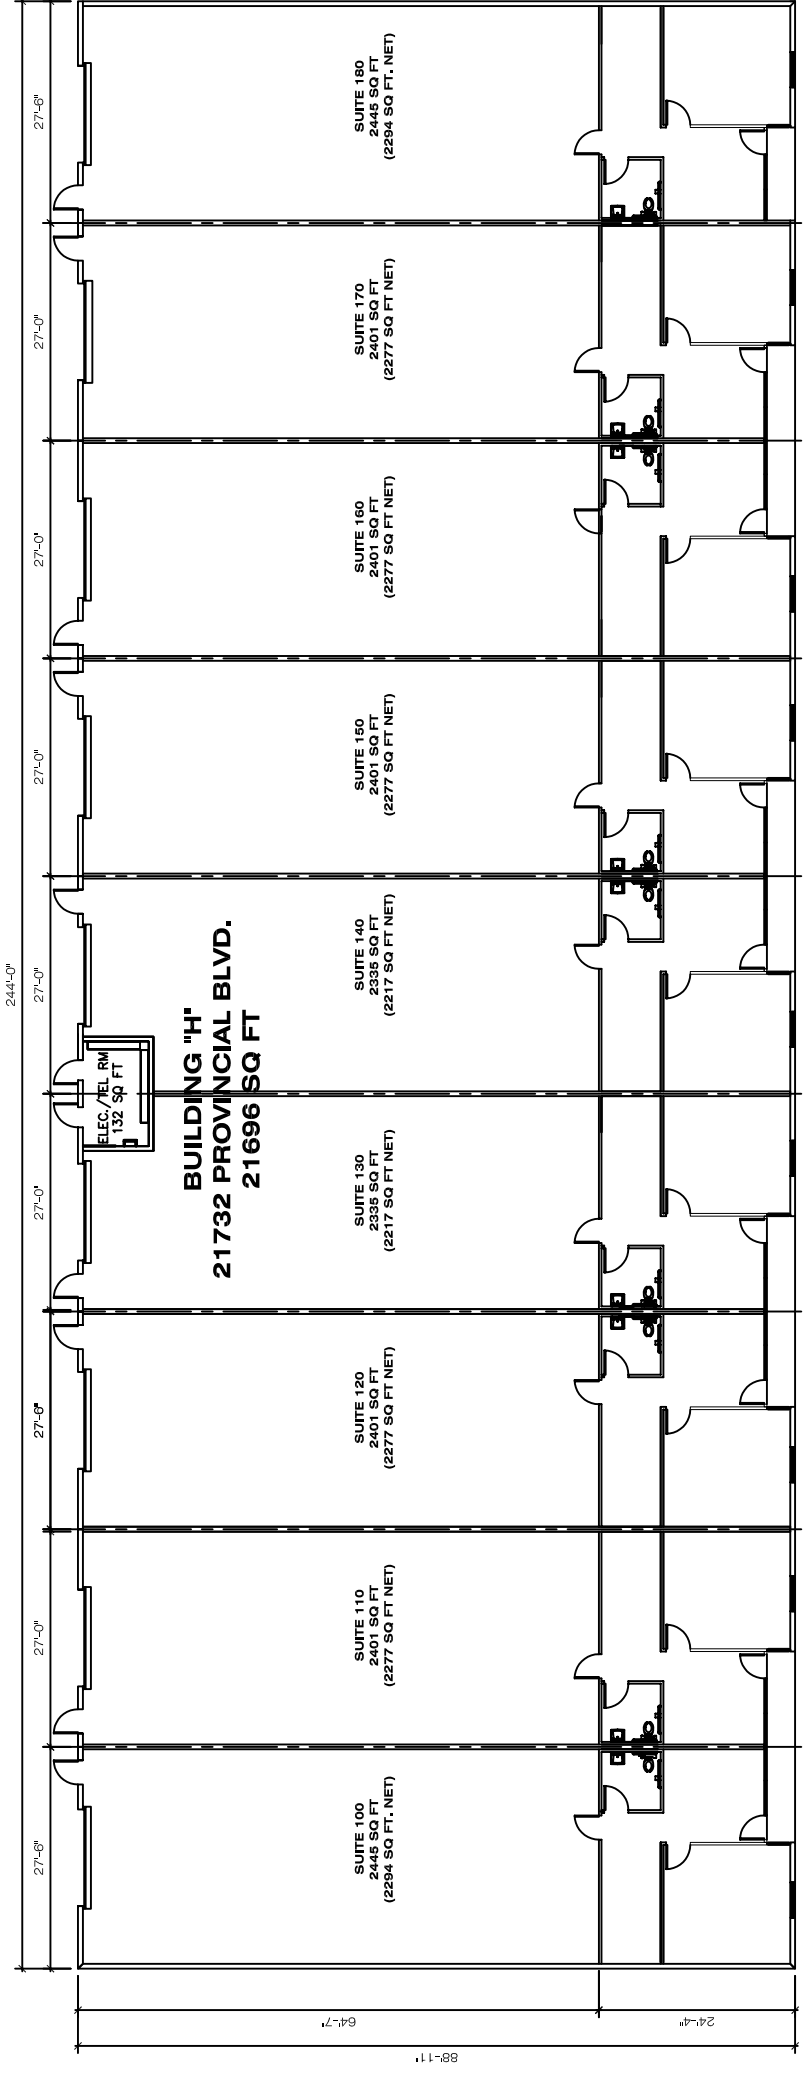 244'-0"
27'-6"
27'-0"
27'-6"
27'-0"
27'-0"
27'-0"
27'-0"
27'-0"
27'-6"
SUITE 100
2445 SQ FT
(2294 SQ FT. NET)
SUITE 110
2401 SQ FT
(2277 SQ FT NET)
SUITE 120
2401 SQ FT
(2277 SQ FT NET)
SUITE 130
2335 SQ FT
(2217 SQ FT NET)
SUITE 140
2335 SQ FT
(2217 SQ FT NET)
SUITE 150
2401 SQ FT
(2277 SQ FT NET)
SUITE 160
2401 SQ FT
(2277 SQ FT NET)
SUITE 170
2401 SQ FT
(2277 SQ FT NET)
SUITE 180
2445 SQ FT
(2294 SQ FT. NET)
ELEC./TEL RM
132 SQ FT
BUILDING "H"
21732 PROVINCIAL BLVD.
21696 SQ FT
64'-7"
24'-4"
88'-11"